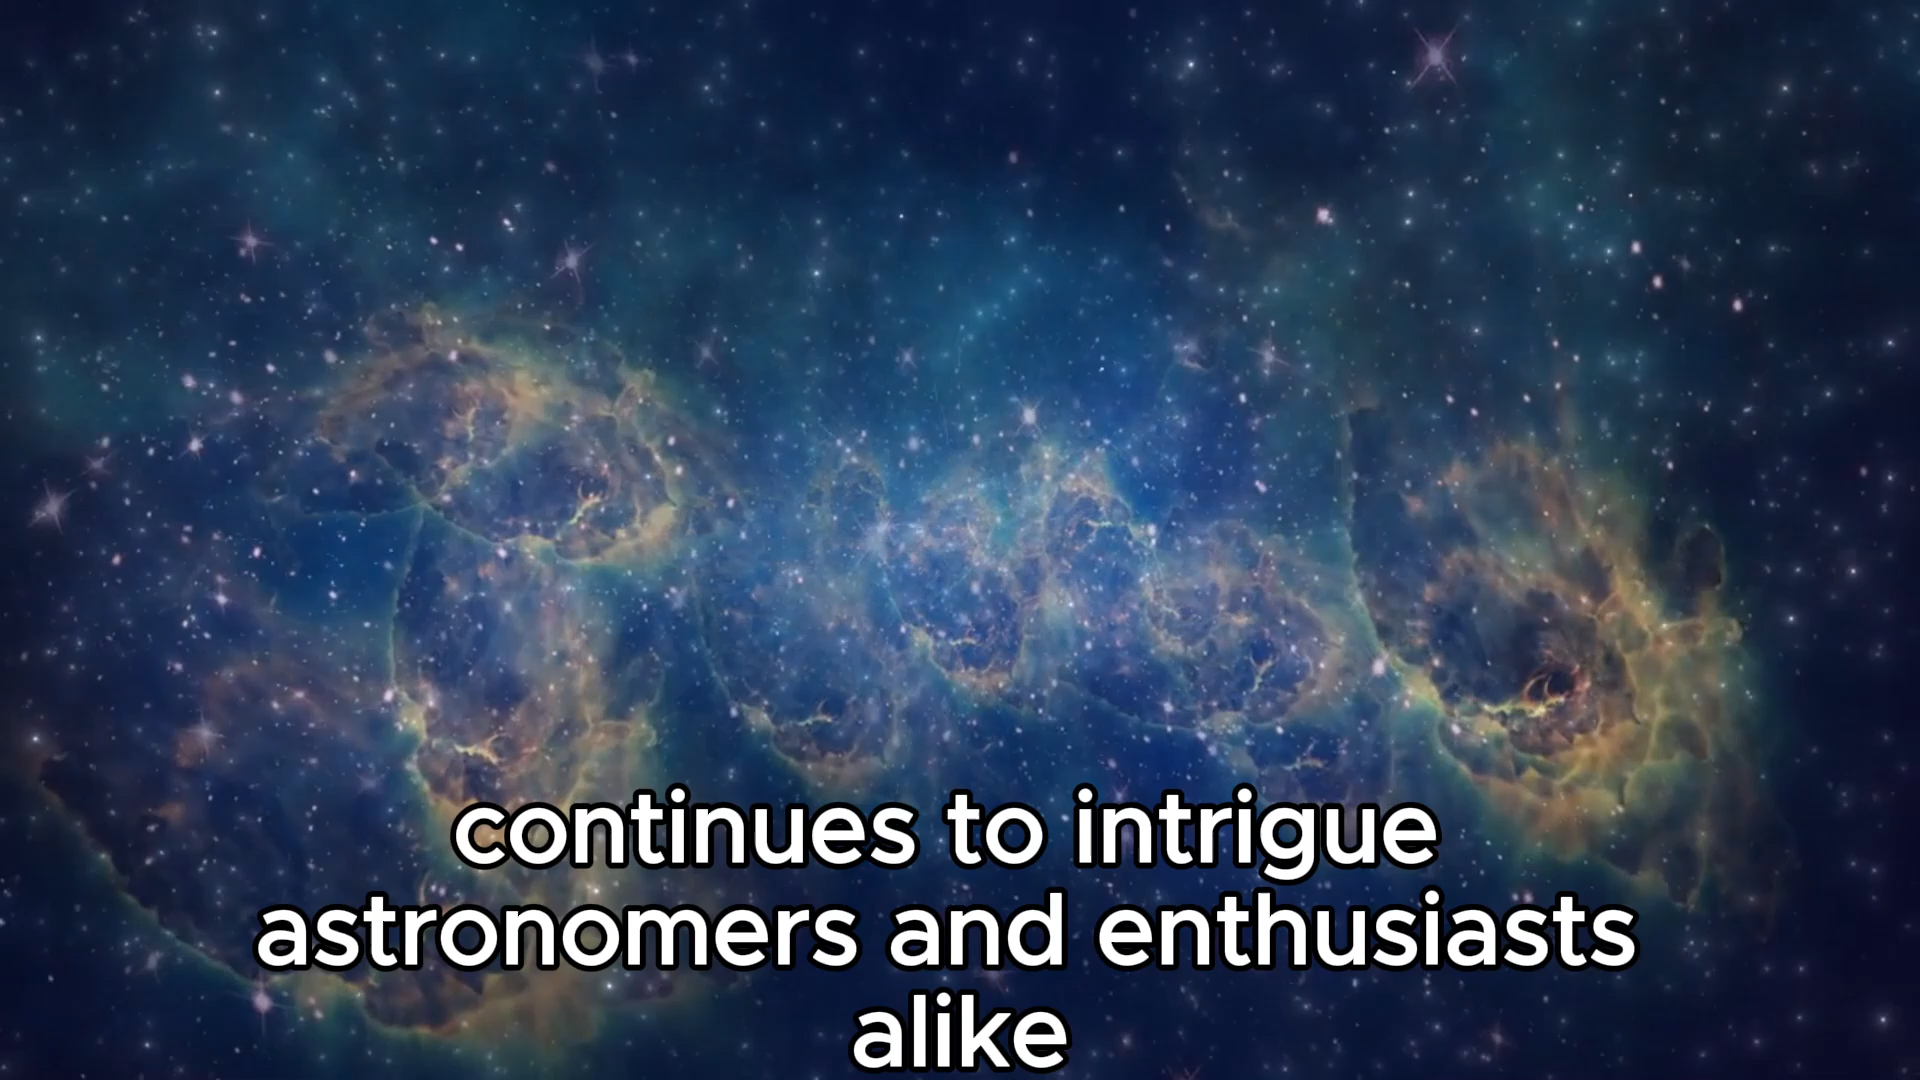 continues to intrigue
astronomers and enthusiasts
alike